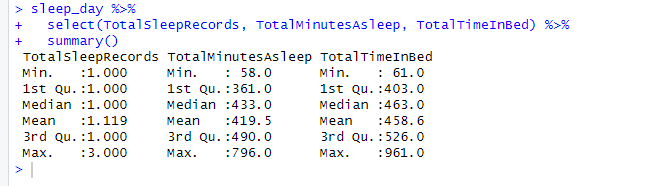 > sleep_day %>%
+   select(TotalSleepRecords, TotalMinutesAsleep, TotalTimeInBed) %>%
+   summary()
 TotalSleepRecords TotalMinutesAsleep TotalTimeInBed
 Min.   :1.000     Min.   : 58.0      Min.   : 61.0
 1st Qu.:1.000     1st Qu.:361.0      1st Qu.:403.0
 Median :1.000     Median :433.0      Median :463.0
 Mean   :1.119     Mean   :419.5      Mean   :458.6
 3rd Qu.:1.000     3rd Qu.:490.0      3rd Qu.:526.0
 Max.   :3.000     Max.   :796.0      Max.   :961.0
>